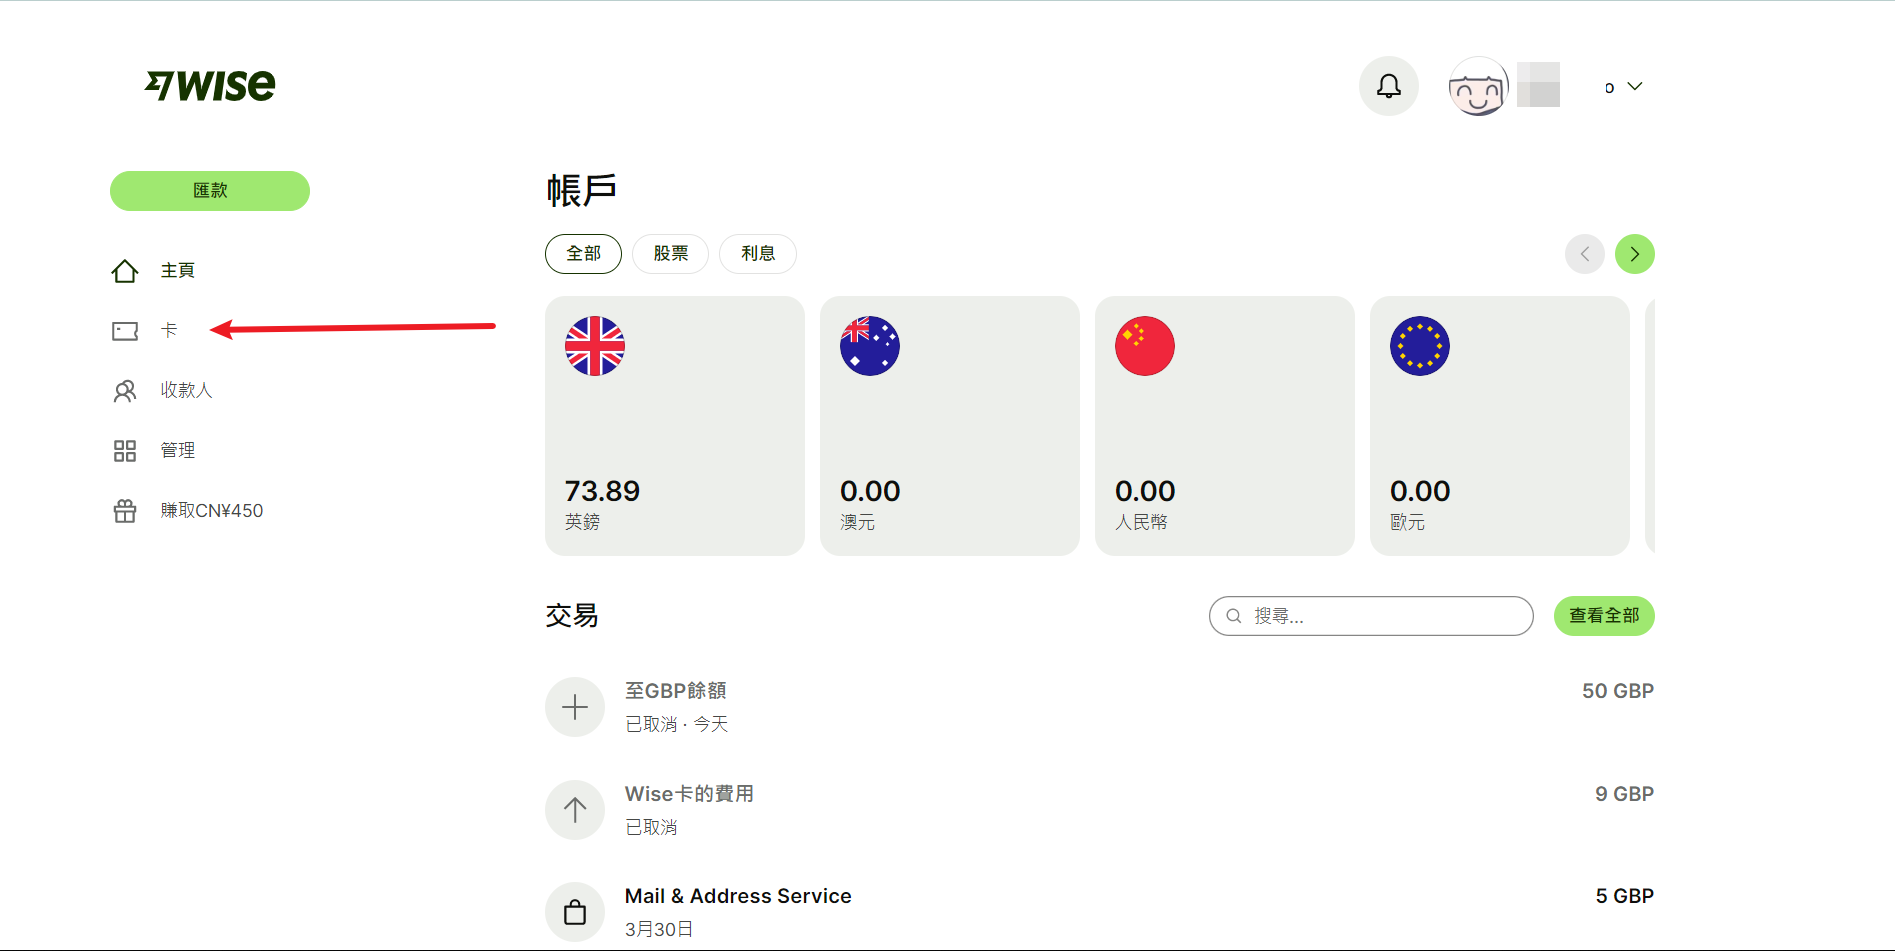 WISE
o
匯款
主頁
卡
收款人
管理
賺取CN¥450
帳戶
全部
股票
利息
73.89
英鎊
0.00
澳元
0.00
人民幣
0.00
歐元
交易
搜尋...
查看全部
至GBP餘額
50 GBP
已取消 · 今天
Wise卡的費用
9 GBP
已取消
Mail & Address Service
5 GBP
3月30日